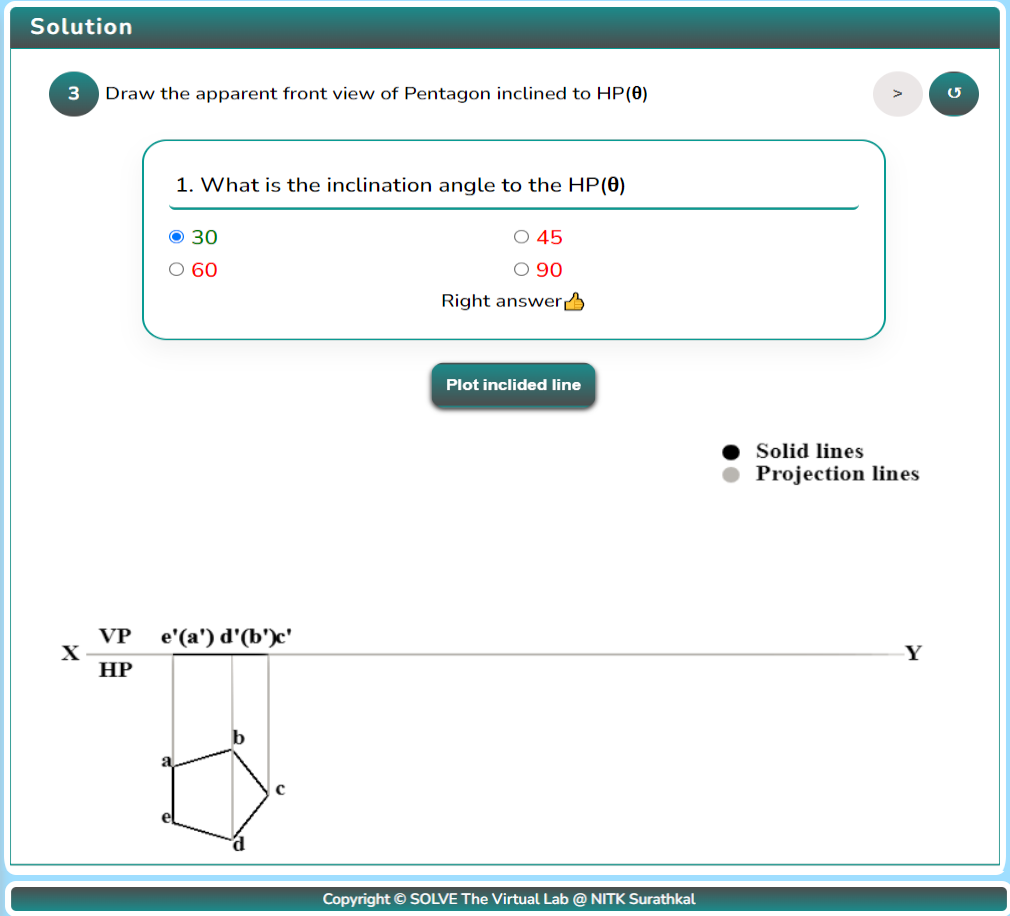 Solution
3 Draw the apparent front view of Pentagon inclined to HP(θ) > ↺
1. What is the inclination angle to the HP(θ)
30 45
60 90
Right answer👍
Plot inclided line
Solid lines
Projection lines
VP e'(a') d'(b')c'
X Y
HP
b
a
c
e
d
Copyright © SOLVE The Virtual Lab @ NITK Surathkal